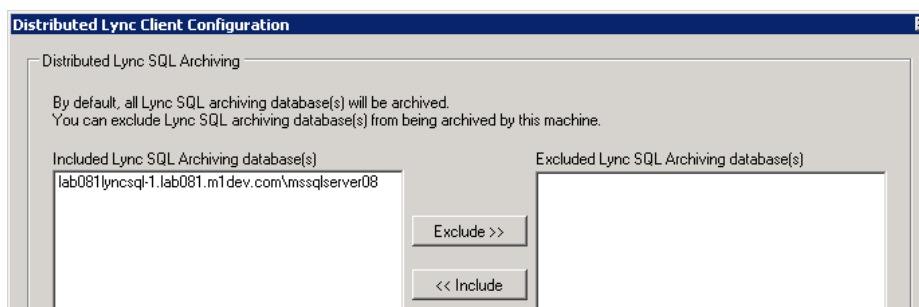 Distributed Lync Client Configuration
Distributed Lync SQL Archiving
By default, all Lync SQL archiving database(s) will be archived.
You can exclude Lync SQL archiving database(s) from being archived by this machine.
Included Lync SQL Archiving database(s)
Excluded Lync SQL Archiving database(s)
lab081lyncsql-1.lab081.m1dev.com\mssqlserver08
Exclude >>
<< Include